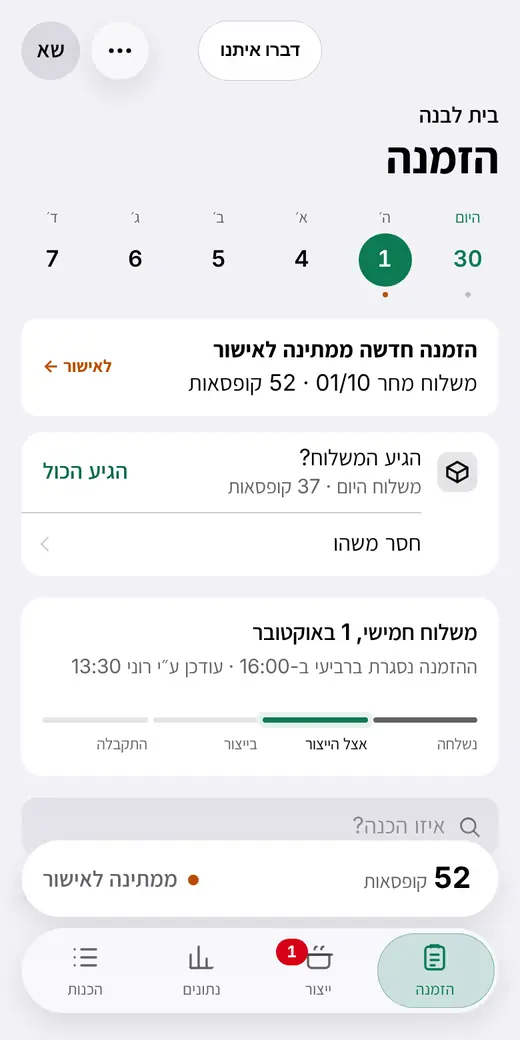 דברו איתנו
שא
בית לבנה
הזמנה
היום ה׳ א׳ ב׳ ג׳ ד׳
30 1 4 5 6 7
הזמנה חדשה ממתינה לאישור
משלוח מחר 01/10 · 52 קופסאות
לאישור ←
הגיע המשלוח?
משלוח היום · 37 קופסאות
הגיע הכול
חסר משהו
משלוח חמישי, 1 באוקטובר
ההזמנה נסגרת ברביעי ב-16:00 · עודכן ע״י רוני 13:30
נשלחה אצל הייצור בייצור התקבלה
איזו הכנה?
52 קופסאות
ממתינה לאישור
1
הזמנה ייצור נתונים הכנות